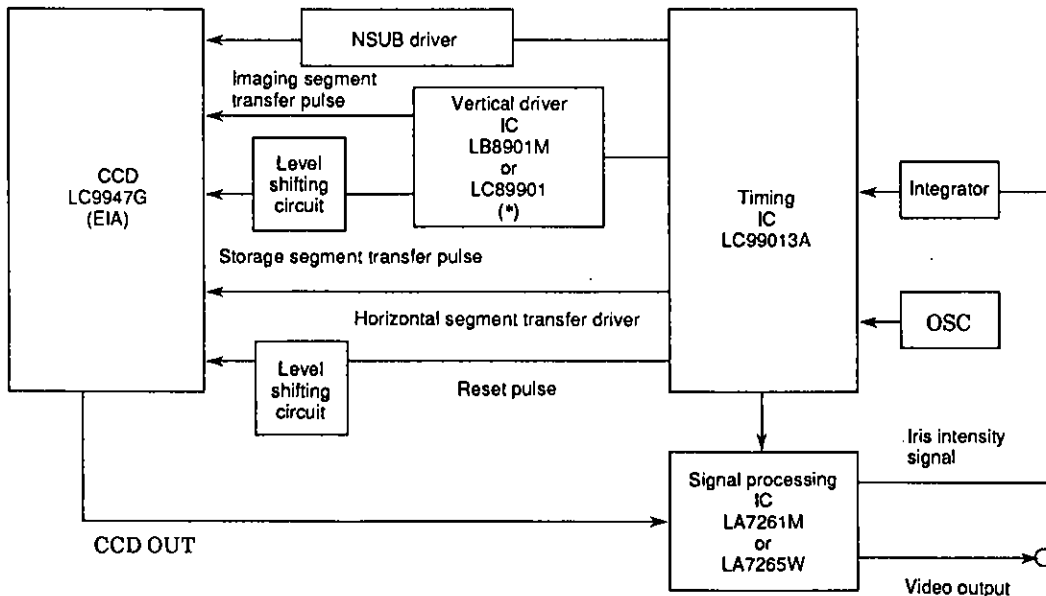 NSUB driver
Imaging segment
transfer pulse
Vertical driver
IC
LB8901M
or
LC89901
(*)
CCD
LC9947G
(EIA)
Level
shifting
circuit
Timing
IC
LC99013A
Integrator
Storage segment transfer pulse
OSC
Horizontal segment transfer driver
Level
shifting
circuit
Reset pulse
Iris intensity
signal
Signal processing
IC
LA7261M
or
LA7265W
CCD OUT
Video output